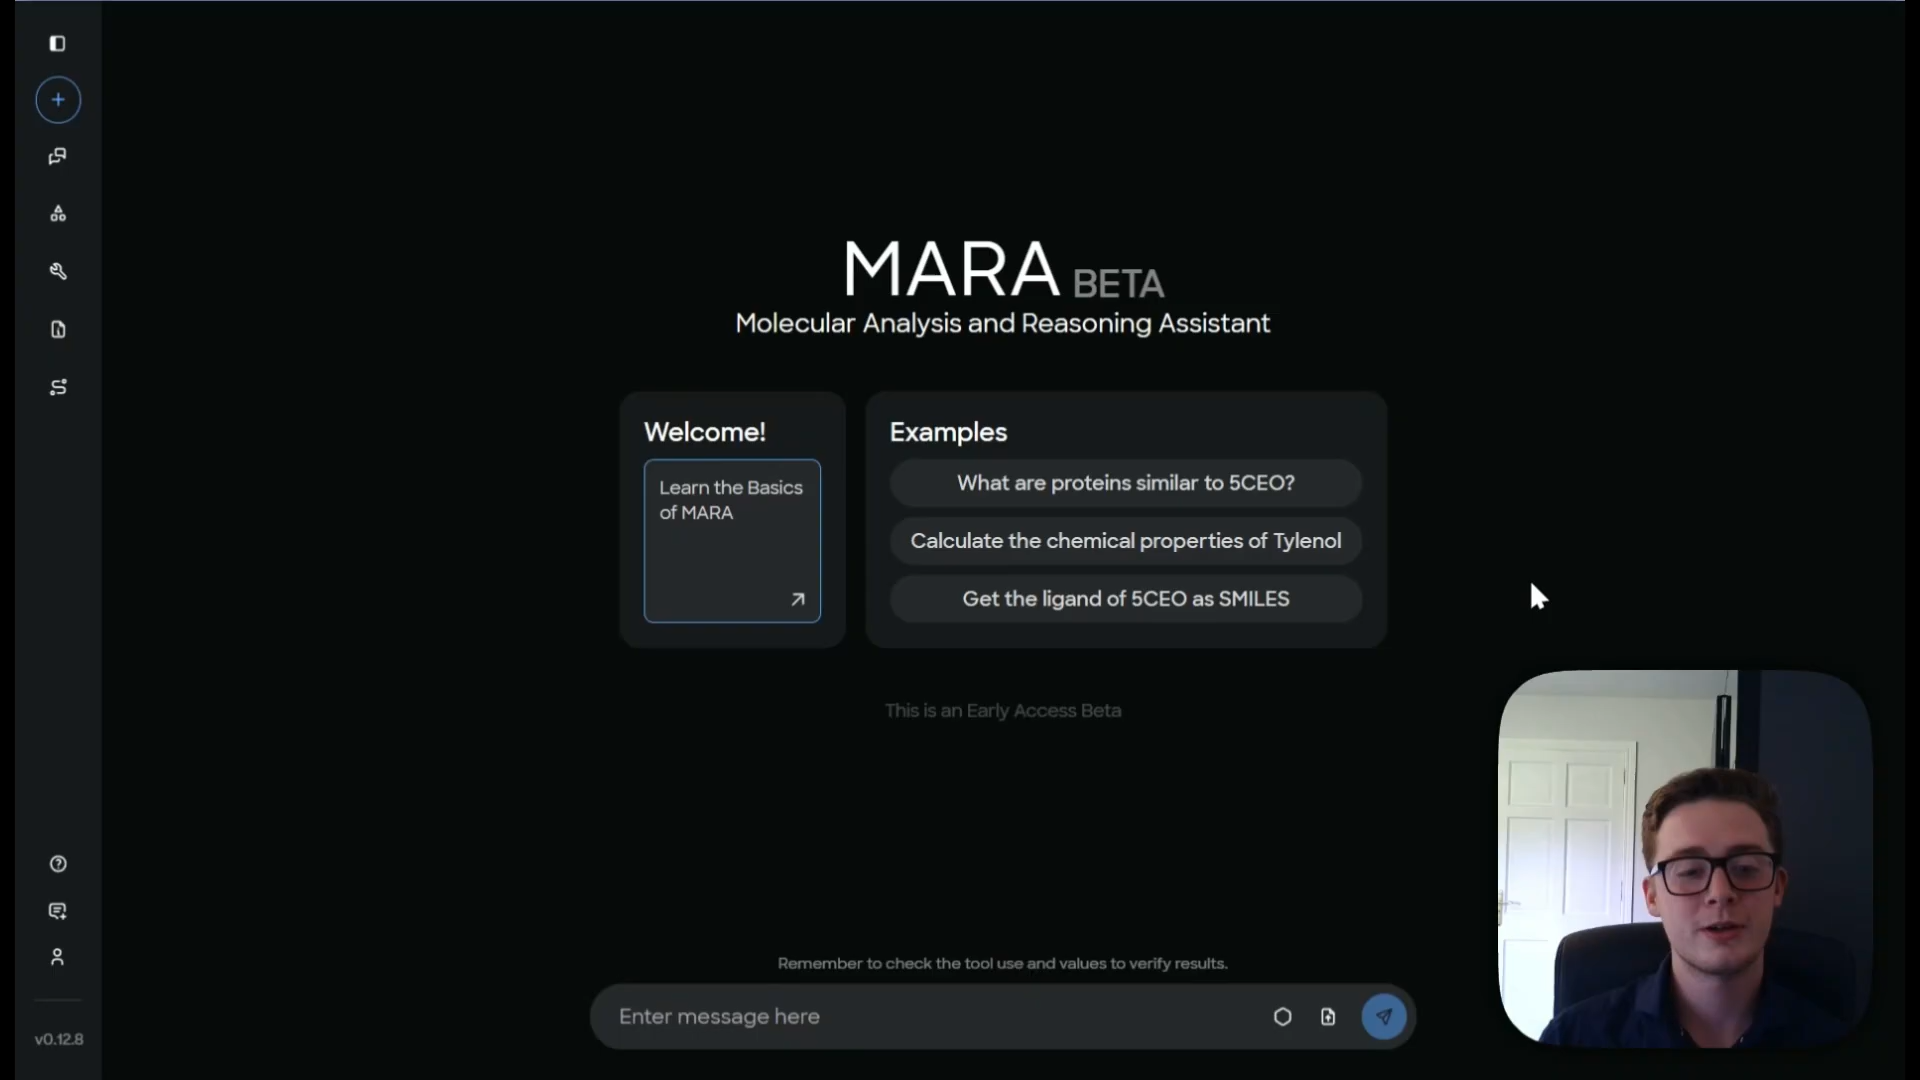 MARA BETA
Molecular Analysis and Reasoning Assistant
Welcome!
Learn the Basics
of MARA
Examples
What are proteins similar to 5CEO?
Calculate the chemical properties of Tylenol
Get the ligand of 5CEO as SMILES
This is an Early Access Beta
Remember to check the tool use and values to verify results.
Enter message here
v0.12.8